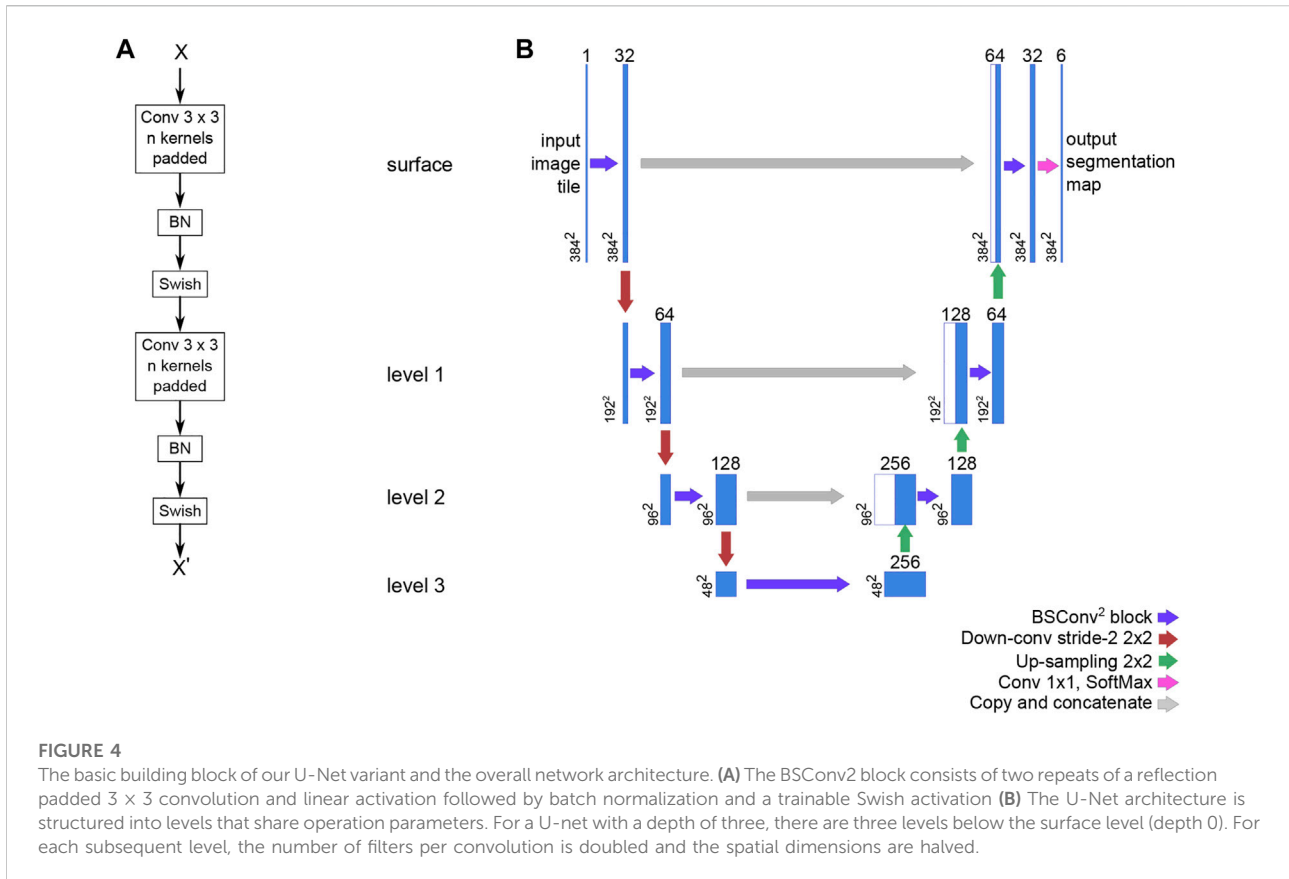 A
X
Conv 3 x 3
n kernels
padded
BN
Swish
Conv 3 x 3
n kernels
padded
BN
Swish
X'
B
1
32
64
32
6
surface
input
image
tile
output
segmentation
map
384²
384²
384²
384²
384²
level 1
64
128
64
192²
192²
192²
192²
level 2
128
256
128
96²
96²
96²
96²
level 3
256
48²
48²
BSConv² block
Down-conv stride-2 2x2
Up-sampling 2x2
Conv 1x1, SoftMax
Copy and concatenate
FIGURE 4
The basic building block of our U-Net variant and the overall network architecture. (A) The BSConv2 block consists of two repeats of a reflection
padded 3 × 3 convolution and linear activation followed by batch normalization and a trainable Swish activation (B) The U-Net architecture is
structured into levels that share operation parameters. For a U-net with a depth of three, there are three levels below the surface level (depth 0). For
each subsequent level, the number of filters per convolution is doubled and the spatial dimensions are halved.